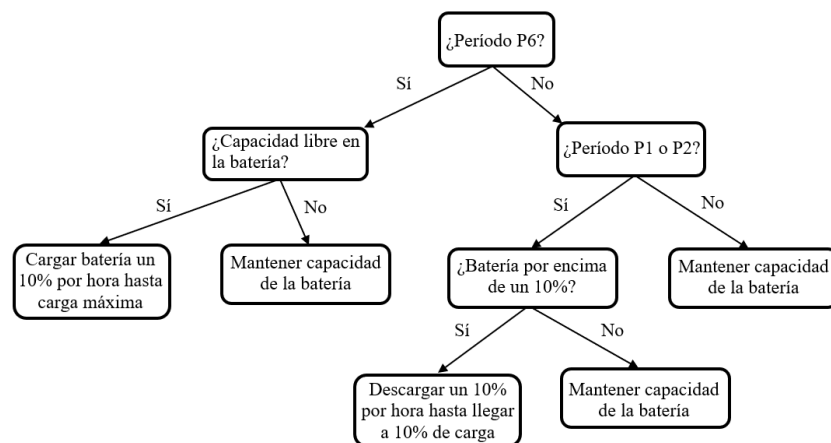 ¿Período P6?
Sí
No
¿Capacidad libre en
la batería?
¿Período P1 o P2?
Sí
No
Sí
No
Cargar batería un
10% por hora hasta
carga máxima
Mantener capacidad
de la batería
¿Batería por encima
de un 10%?
Mantener capacidad
de la batería
Sí
No
Descargar un 10%
por hora hasta llegar
a 10% de carga
Mantener capacidad
de la batería